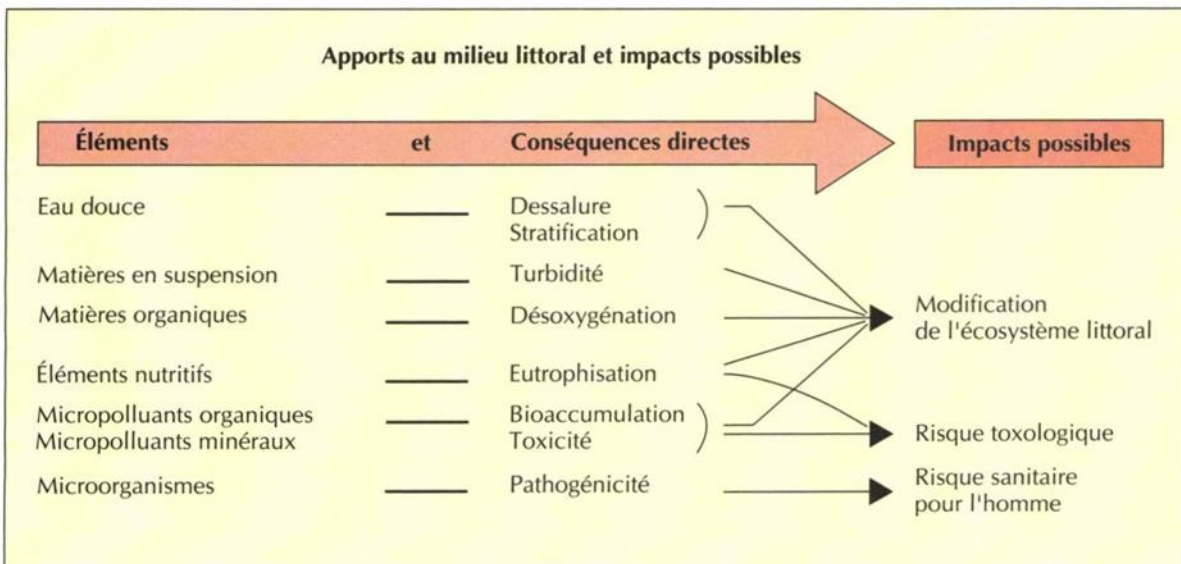 Apports au milieu littoral et impacts possibles
Éléments et Conséquences directes Impacts possibles
Eau douce Dessalure
Stratification
Matières en suspension Turbidité
Matières organiques Désoxygénation
Modification
de l'écosystème littoral
Éléments nutritifs Eutrophisation
Micropolluants organiques Bioaccumulation
Micropolluants minéraux Toxicité
Risque toxologique
Microorganismes Pathogénicité
Risque sanitaire
pour l'homme